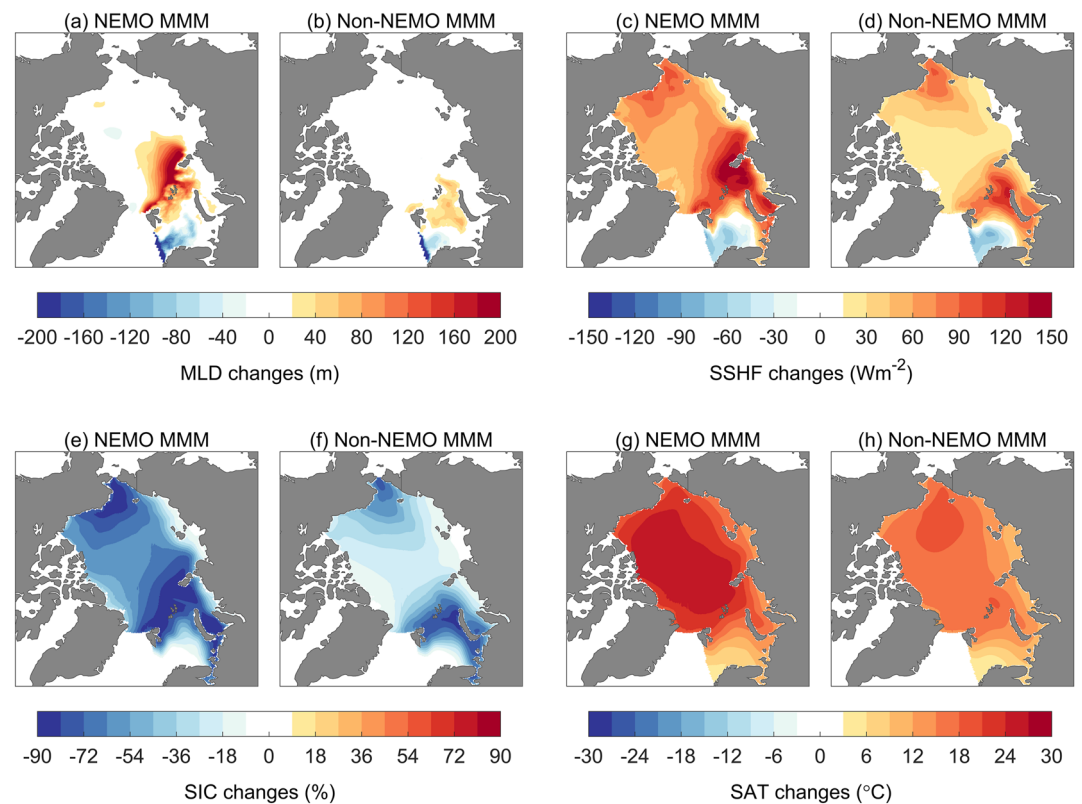 (a) NEMO MMM
(b) Non-NEMO MMM
(c) NEMO MMM
(d) Non-NEMO MMM
-200 -160 -120 -80 -40 0 40 80 120 160 200
MLD changes (m)
-150 -120 -90 -60 -30 0 30 60 90 120 150
SSHF changes (Wm⁻²)
(e) NEMO MMM
(f) Non-NEMO MMM
(g) NEMO MMM
(h) Non-NEMO MMM
-90 -72 -54 -36 -18 0 18 36 54 72 90
SIC changes (%)
-30 -24 -18 -12 -6 0 6 12 18 24 30
SAT changes (°C)